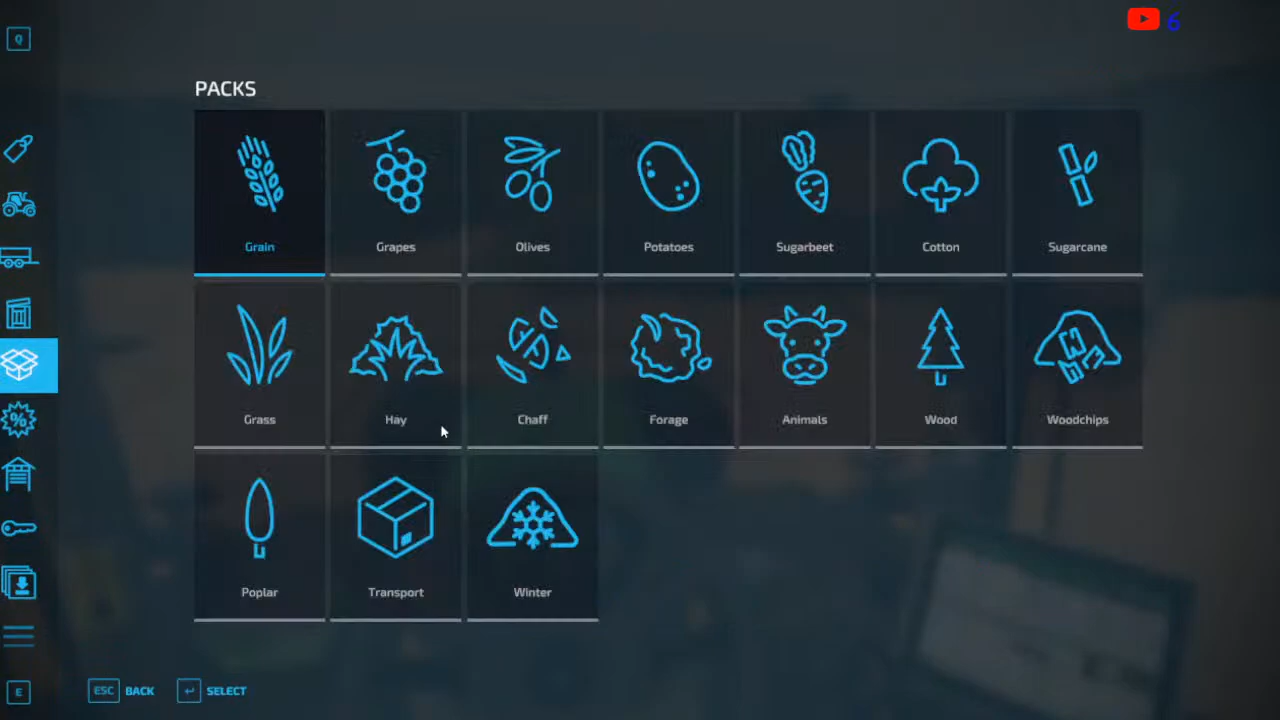 6
Q
PACKS
Grain
Grapes
Olives
Potatoes
Sugarbeet
Cotton
Sugarcane
Grass
Hay
Chaff
Forage
Animals
Wood
Woodchips
Poplar
Transport
Winter
E
ESC BACK
SELECT